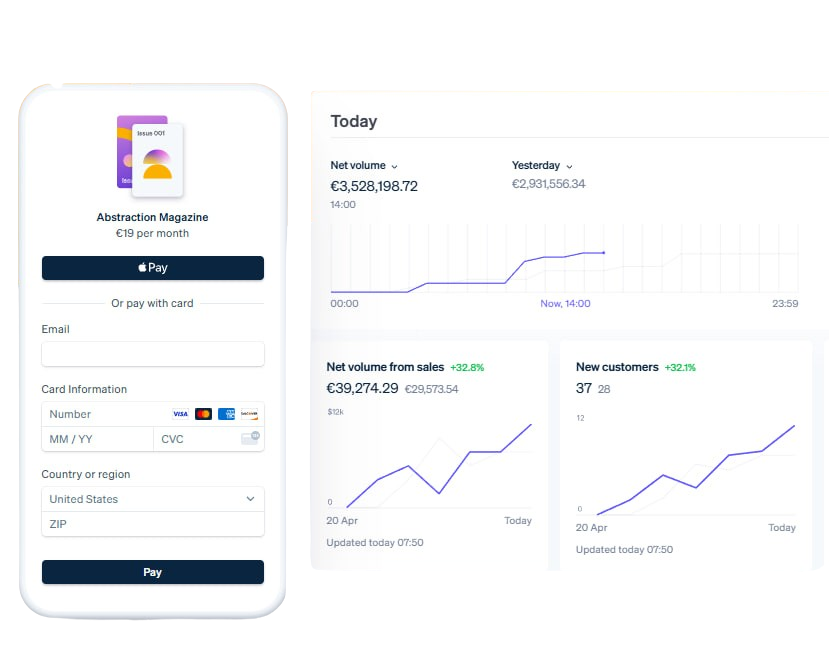 Issue 001
Abstraction Magazine
€19 per month
Pay
Or pay with card
Email
Card Information
Number VISA
MM / YY CVC
Country or region
United States
ZIP
Pay
Today
Net volume Yesterday
€3,528,198.72 €2,931,556.34
14:00
00:00 Now, 14:00 23:59
Net volume from sales +32.8%
€39,274.29 €29,573.54
$12k
0
20 Apr Today
Updated today 07:50
New customers +32.1%
37 28
12
0
20 Apr Today
Updated today 07:50